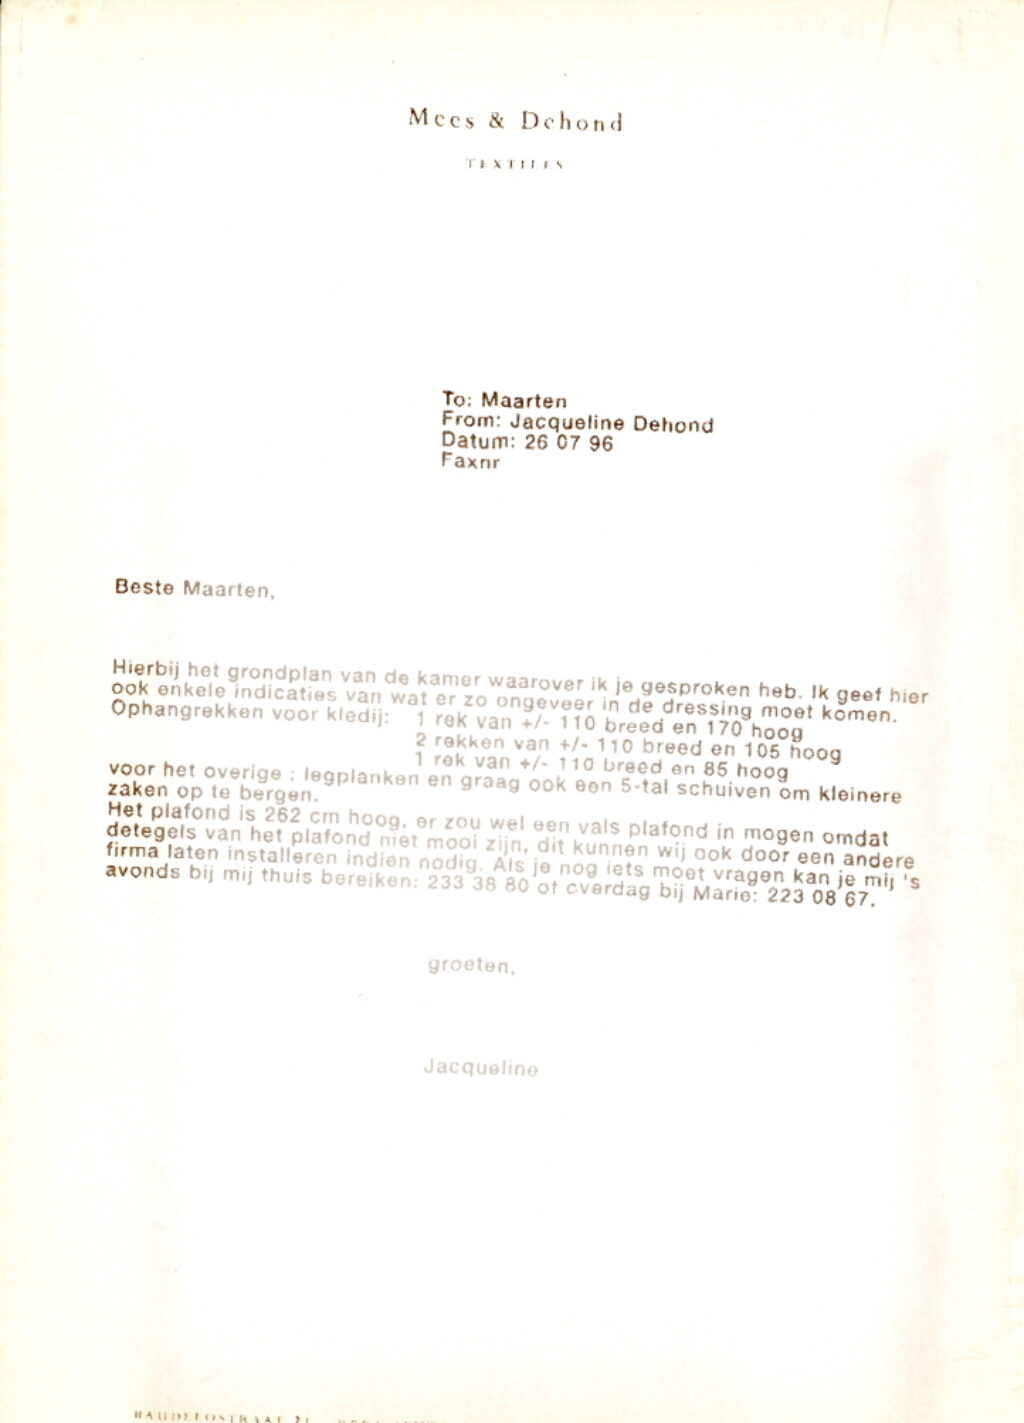 Mees & Dehond
TEXTILES
To: Maarten
From: Jacqueline Dehond
Datum: 26 07 96
Faxnr
Beste Maarten,
Hierbij het grondplan van de kamer waarover ik je gesproken heb. Ik geef hier
ook enkele indicaties van wat er zo ongeveer in de dressing moet komen.
Ophangrekken voor kledij: 1 rek van +/- 110 breed en 170 hoog
2 rekken van +/- 110 breed en 105 hoog
1 rek van +/- 110 breed en 85 hoog
voor het overige : legplanken en graag ook een 5-tal schuiven om kleinere
zaken op te bergen.
Het plafond is 262 cm hoog, er zou wel een vals plafond in mogen omdat
detegels van het plafond niet mooi zijn, dit kunnen wij ook door een andere
firma laten installeren indien nodig. Als je nog iets moet vragen kan je mij 's
avonds bij mij thuis bereiken: 233 38 80 of overdag bij Marie: 223 08 67.
groeten,
Jacqueline